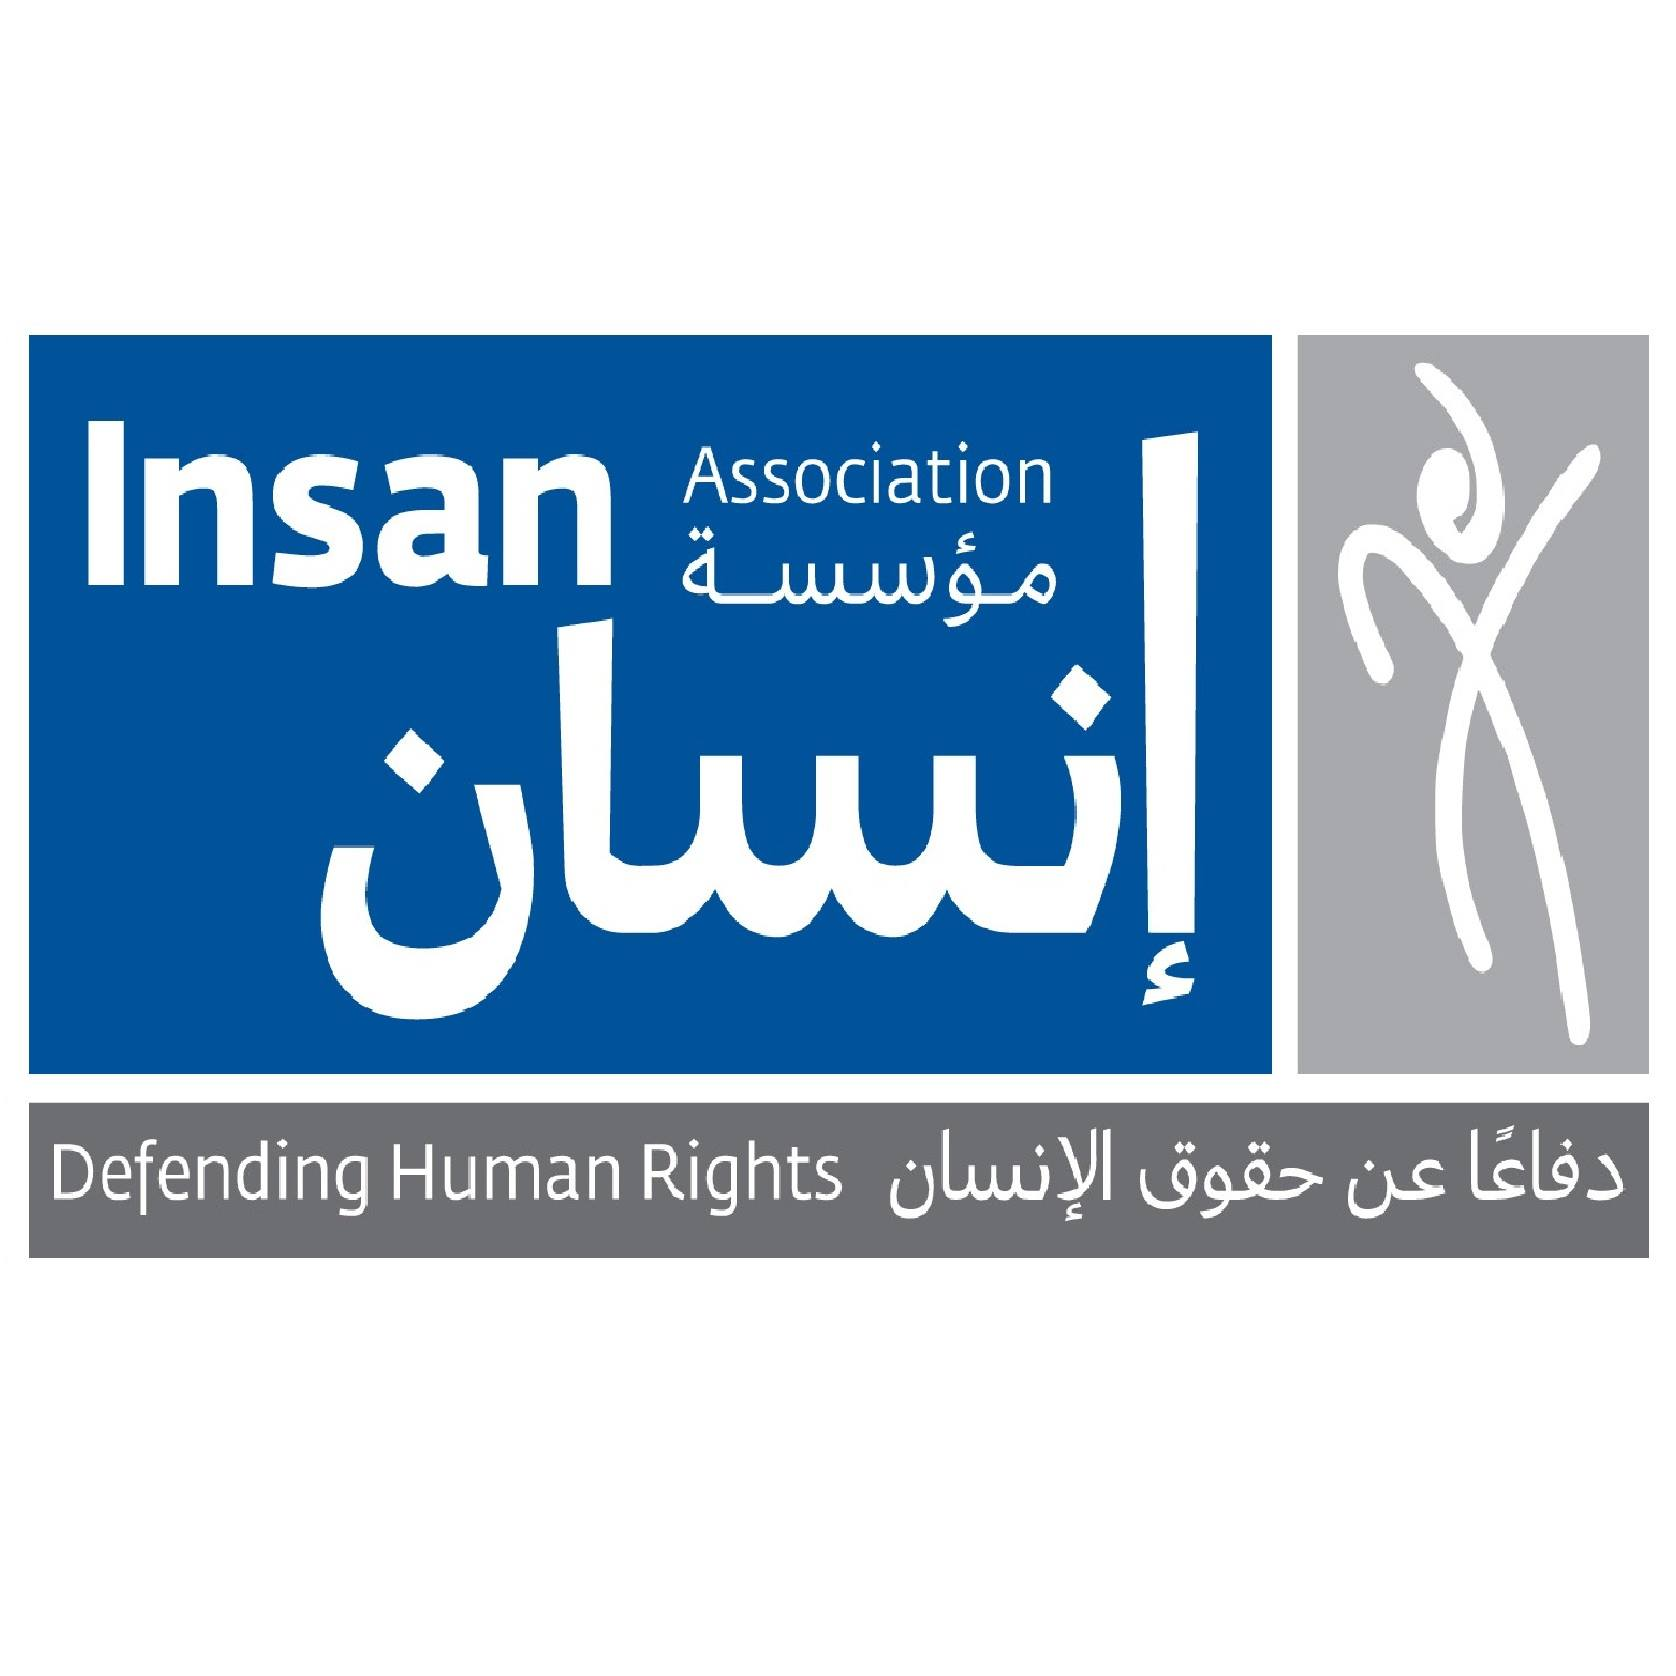 Insan Association
مؤسسة
إنسان
Defending Human Rights دفاعًا عن حقوق الإنسان